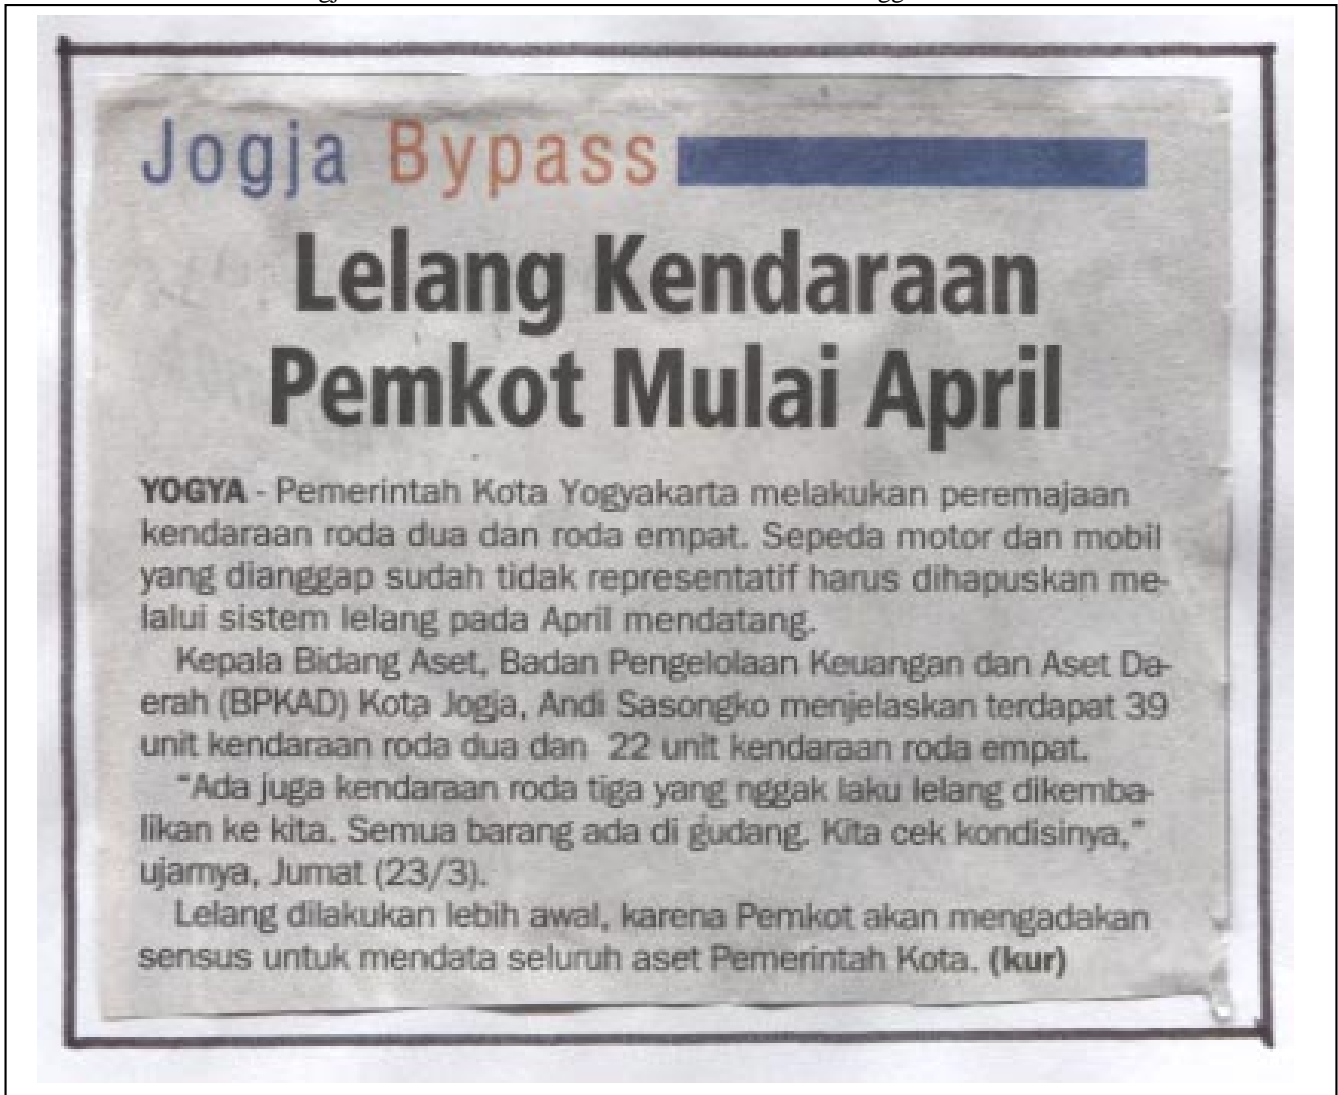 Jogja Bypass
Lelang Kendaraan
Pemkot Mulai April
YOGYA - Pemerintah Kota Yogyakarta melakukan peremajaan
kendaraan roda dua dan roda empat. Sepeda motor dan mobil
yang dianggap sudah tidak representatif harus dihapuskan me-
lalui sistem lelang pada April mendatang.
Kepala Bidang Aset, Badan Pengelolaan Keuangan dan Aset Da-
erah (BPKAD) Kota Jogja, Andi Sasongko menjelaskan terdapat 39
unit kendaraan roda dua dan 22 unit kendaraan roda empat.
"Ada juga kendaraan roda tiga yang nggak laku lelang dikemba-
likan ke kita. Semua barang ada di gudang. Kita cek kondisinya,"
ujarnya, Jumat (23/3).
Lelang dilakukan lebih awal, karena Pemkot akan mengadakan
sensus untuk mendata seluruh aset Pemerintah Kota. (kur)